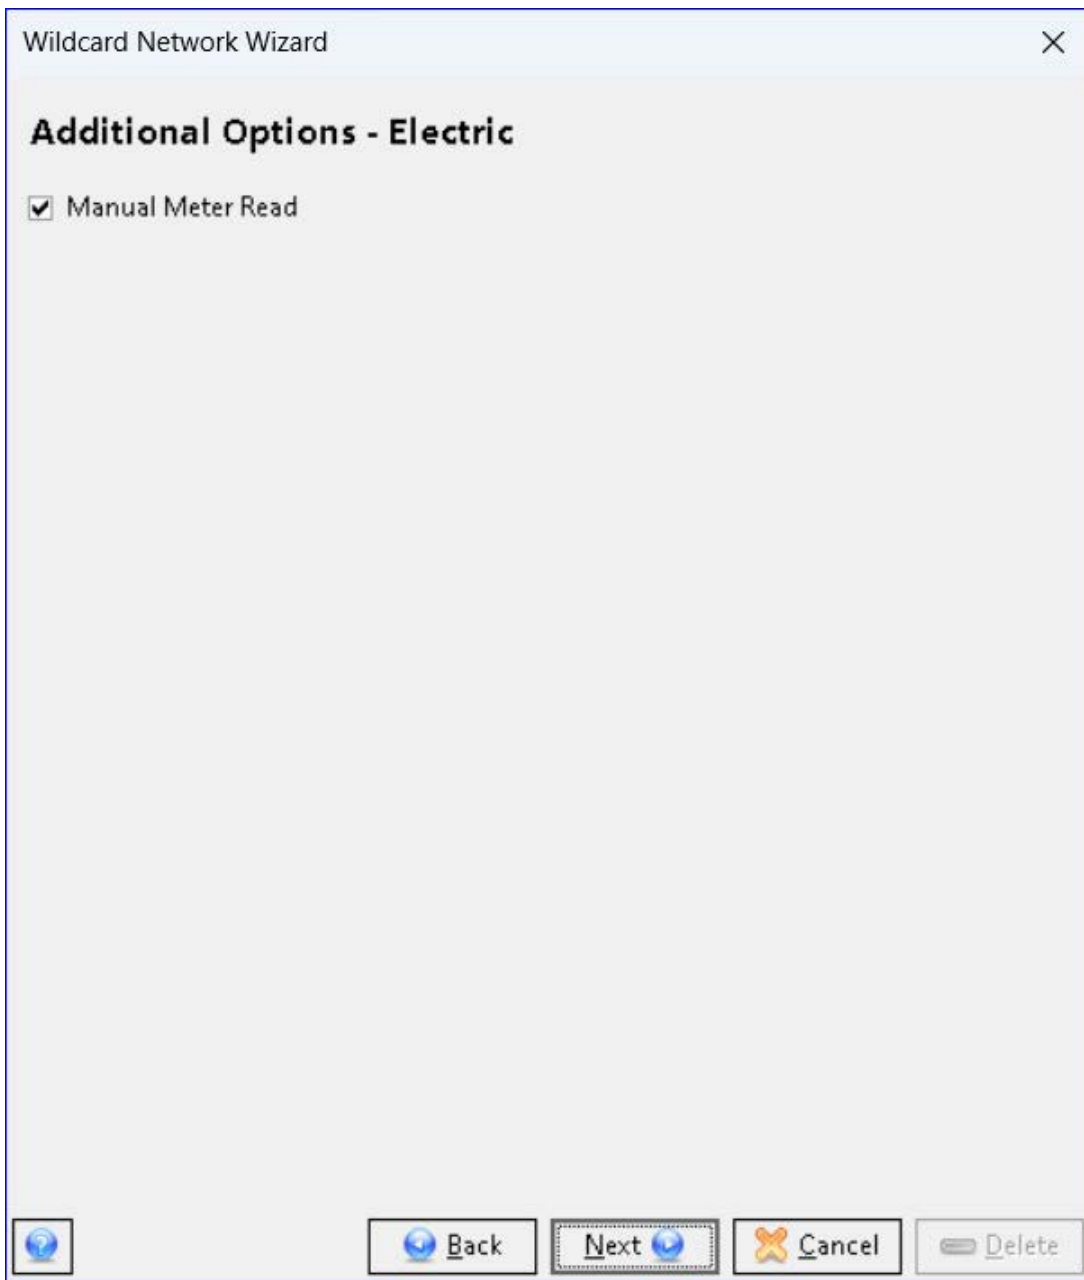 Wildcard Network Wizard
Additional Options - Electric
Manual Meter Read
? Back Next Cancel Delete